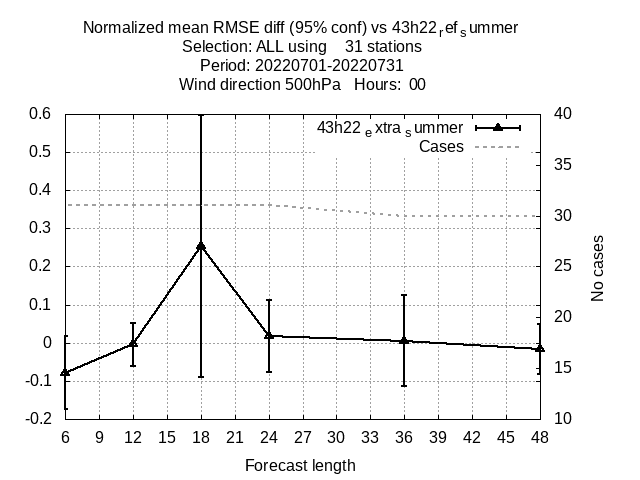 Normalized mean RMSE diff (95% conf) vs 43h22refsummer
Selection: ALL using 31 stations
Period: 20220701-20220731
Wind direction 500hPa Hours: 00
0.6
0.5
0.4
0.3
0.2
0.1
0
-0.1
-0.2
43h22extrasummer
Cases
40
35
30
25
20
15
10
No cases
6 9 12 15 18 21 24 27 30 33 36 39 42 45 48
Forecast length